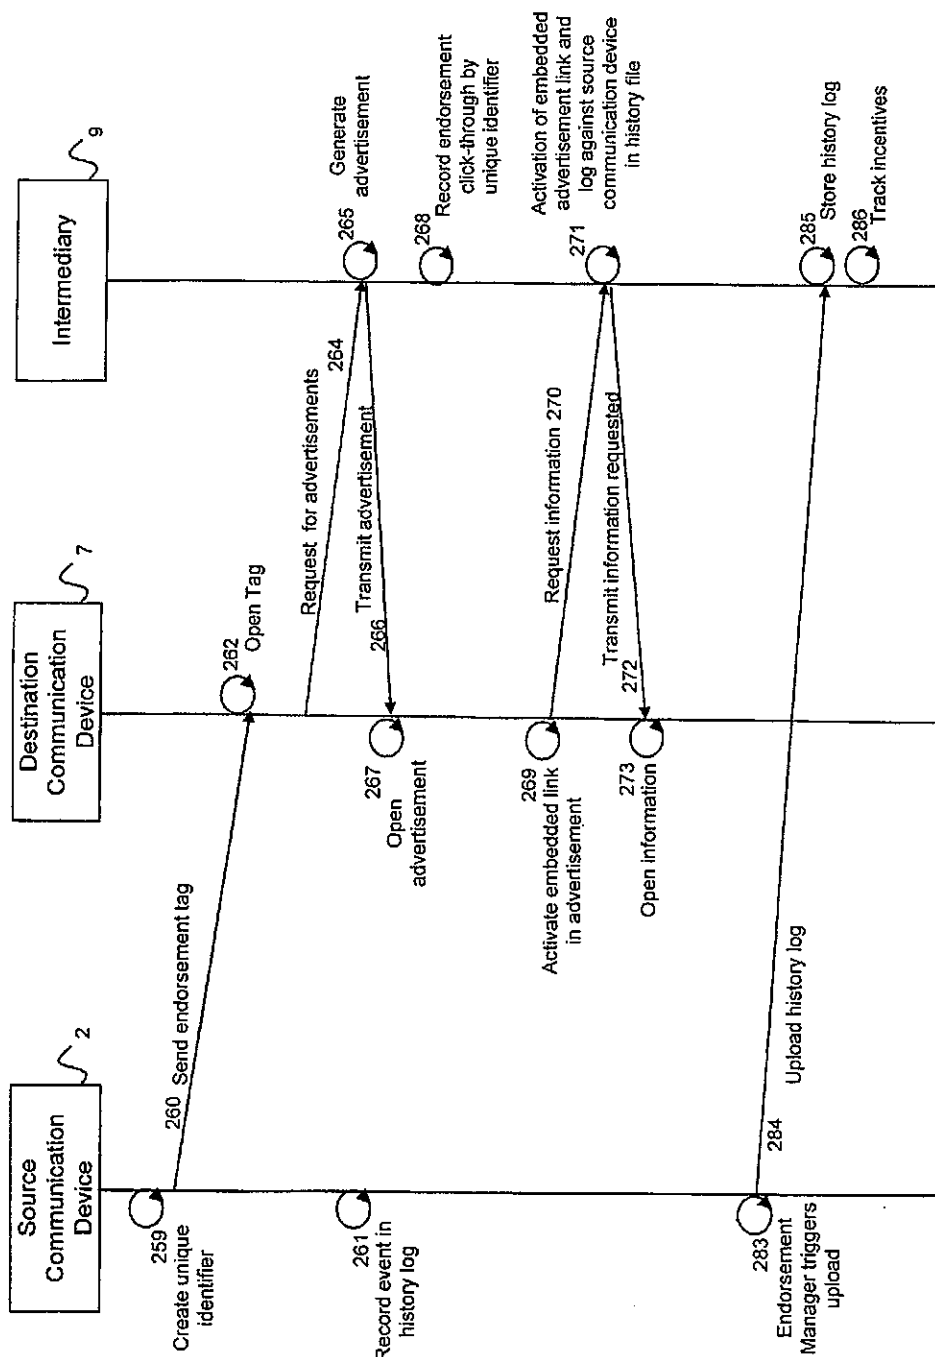 Source
Communication
Device
2
Destination
Communication
Device
7
Intermediary
9
259
Create unique
identifier
260
Send endorsement tag
262
Open Tag
261
Record event in
history log
Request for advertisements
264
265
Generate
advertisement
Transmit advertisement
266
267
Open
advertisement
268
Record endorsement
click-through by
unique identifier
269
Activate embedded link
in advertisement
Request information 270
271
Activation of embedded
advertisement link and
log against source
communication device
in history file
Transmit information requested
272
273
Open information
283
Endorsement
Manager triggers
upload
284
Upload history log
285
Store history log
286
Track incentives